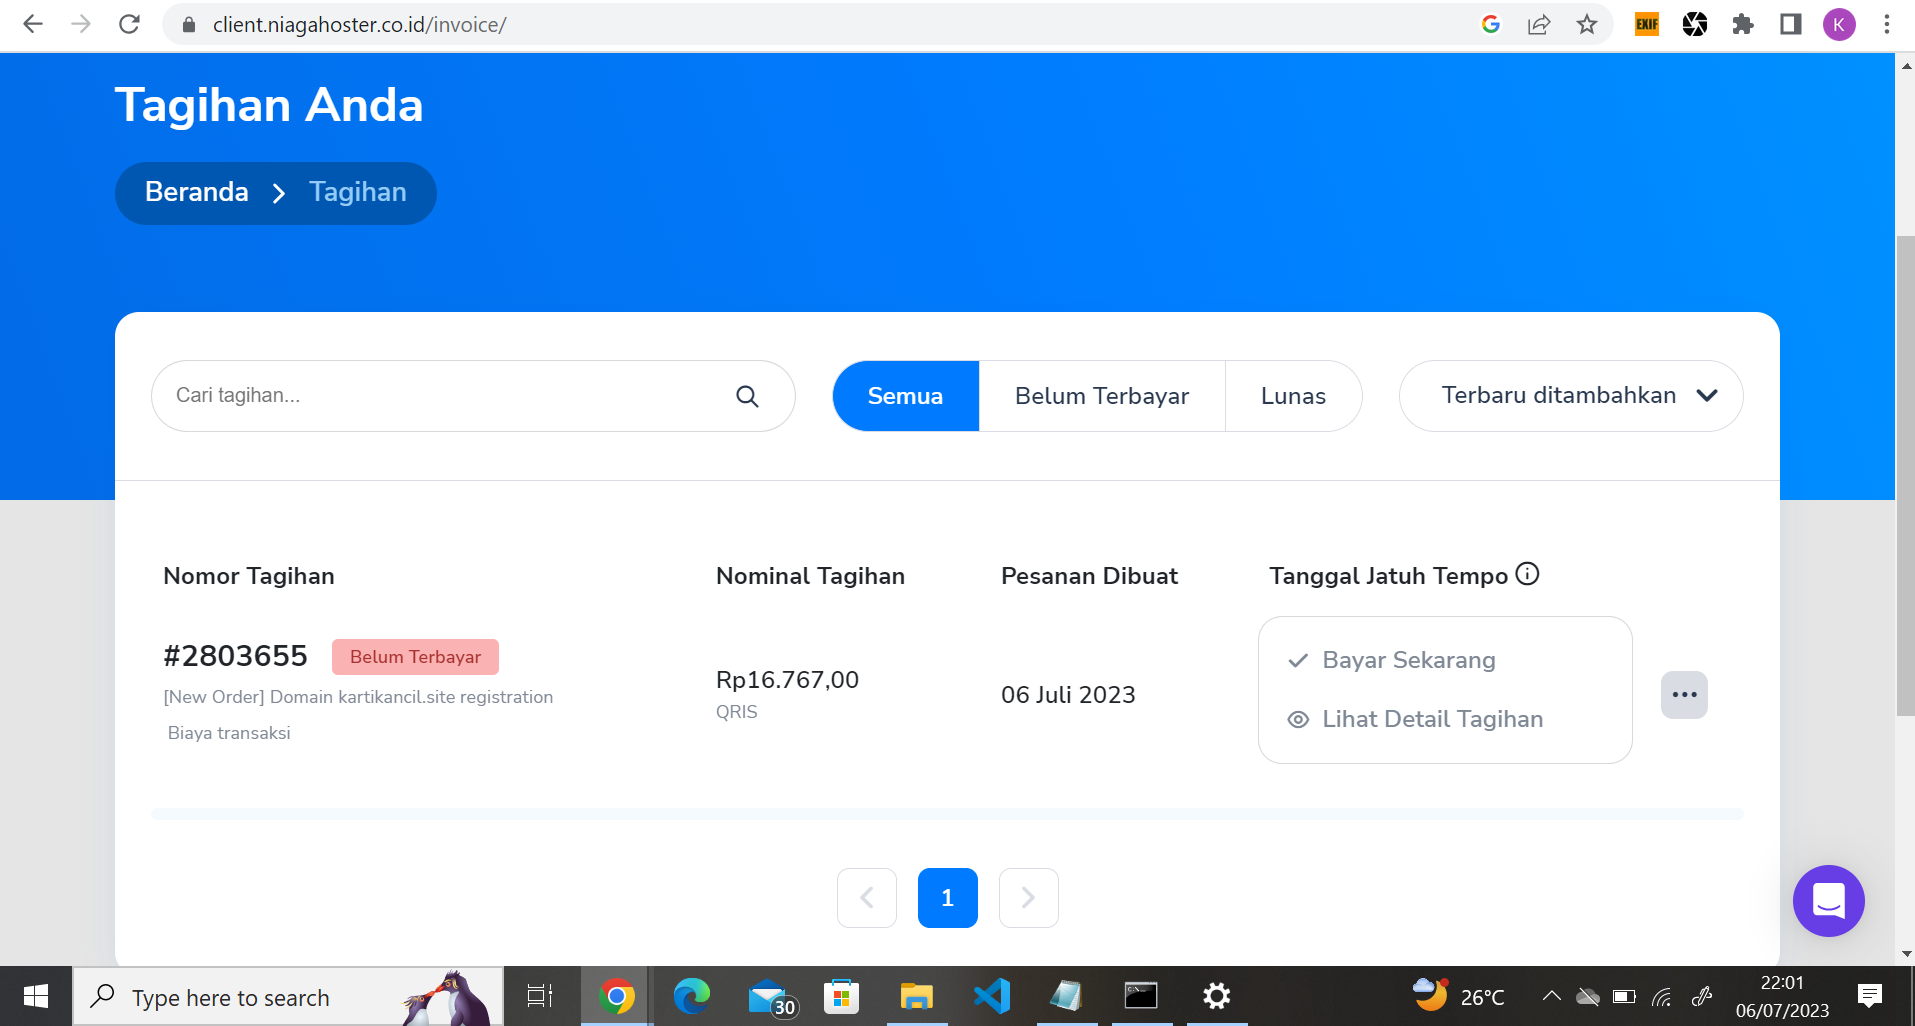 client.niagahoster.co.id/invoice/
EXIF
K
Tagihan Anda
Beranda
Tagihan
Cari tagihan...
Semua
Belum Terbayar
Lunas
Terbaru ditambahkan
Nomor Tagihan
Nominal Tagihan
Pesanan Dibuat
Tanggal Jatuh Tempo
#2803655
Belum Terbayar
[New Order] Domain kartikancil.site registration
Biaya transaksi
Rp16.767,00
QRIS
06 Juli 2023
Bayar Sekarang
Lihat Detail Tagihan
1
Type here to search
30
26°C
22:01
06/07/2023